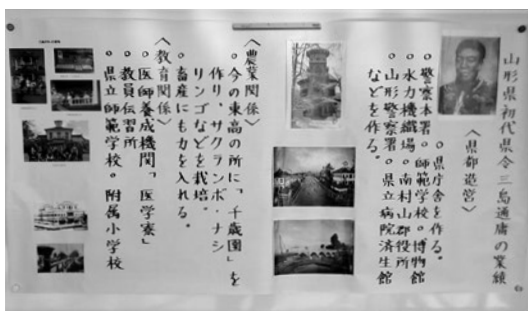 山形県初代県令三島通庸の業績
〈県都造営〉
○県庁舎を作る。
○警察本署○師範学校○博物館
○水力機織場○南村山郡役所
○山形警察署○県立病院済生館
などを作る。
〈農業関係〉
○今の東高の所に「千歳園」を
作り、サクランボ・ナシ
リンゴなどを栽培。
○畜産にも力を入れる。
〈教育関係〉
○医師養成機関「医学寮」
○教員伝習所
○県立師範学校○附属小学校